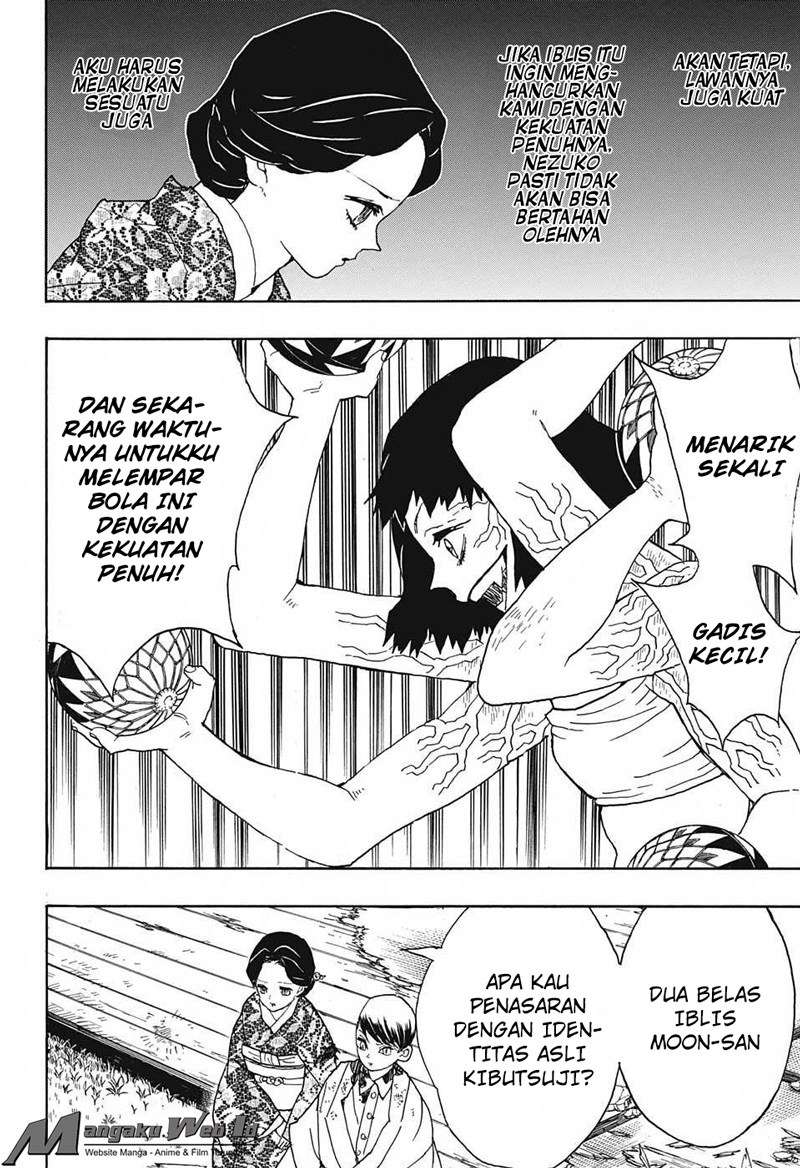 AKAN TETAPI,
LAWANNYA
JUGA KUAT
JIKA IBLIS ITU
INGIN MENG-
HANCURKAN
KAMI DENGAN
KEKUATAN
PENUHNYA,
NEZUKO
PASTI TIDAK
AKAN BISA
BERTAHAN
OLEHNYA
AKU HARUS
MELAKUKAN
SESUATU
JUGA
MENARIK
SEKALI
GADIS
KECIL!
DAN SEKA-
RANG WAKTU-
NYA UNTUKKU
MELEMPAR
BOLA INI
DENGAN
KEKUATAN
PENUH!
DUA BELAS
IBLIS
MOON-SAN
APA KAU
PENASARAN
DENGAN IDEN-
TITAS ASLI
KIBUTSUJI?
Mangaku.Web.Id
Website Manga - Anime & Film